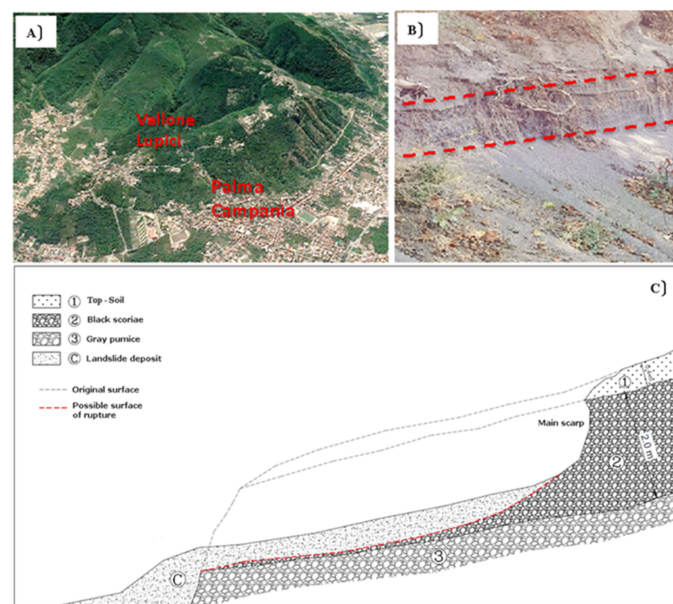 A)
Vallone
Lupici
Palma
Campania
B)
C)
1 Top - Soil
2 Black scoriae
3 Gray pumice
C Landslide deposit
Original surface
Possible surface
of rupture
Main scarp
1
2
2.0 m
3
C